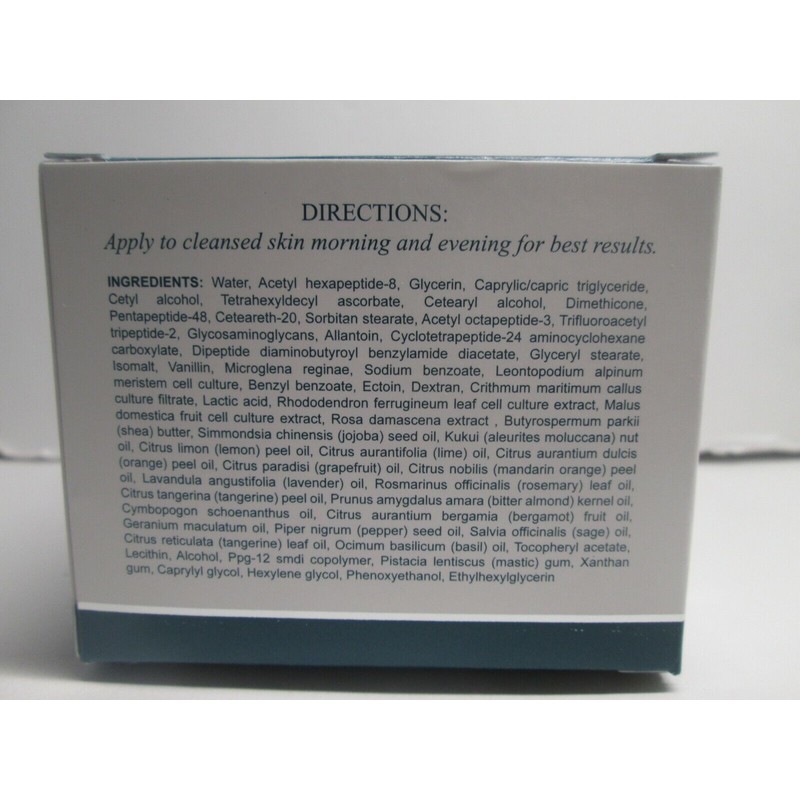 DIRECTIONS:
Apply to cleansed skin morning and evening for best results.
INGREDIENTS: Water, Acetyl hexapeptide-8, Glycerin, Caprylic/capric triglyceride,
Cetyl alcohol, Tetrahexyldecyl ascorbate, Cetearyl alcohol, Dimethicone,
Pentapeptide-48, Ceteareth-20, Sorbitan stearate, Acetyl octapeptide-3, Trifluoroacetyl
tripeptide-2, Glycosaminoglycans, Allantoin, Cyclotetrapeptide-24 aminocyclohexane
carboxylate, Dipeptide diaminobutyroyl benzylamide diacetate, Glyceryl stearate,
Isomalt, Vanillin, Microglena reginae, Sodium benzoate, Leontopodium alpinum
meristem cell culture, Benzyl benzoate, Ectoin, Dextran, Crithmum maritimum callus
culture filtrate, Lactic acid, Rhododendron ferrugineum leaf cell culture extract, Malus
domestica fruit cell culture extract, Rosa damascena extract , Butyrospermum parkii
(shea) butter, Simmondsia chinensis (jojoba) seed oil, Kukui (aleurites moluccana) nut
oil, Citrus limon (lemon) peel oil, Citrus aurantifolia (lime) oil, Citrus aurantium dulcis
(orange) peel oil, Citrus paradisi (grapefruit) oil, Citrus nobilis (mandarin orange) peel
oil, Lavandula angustifolia (lavender) oil, Rosmarinus officinalis (rosemary) leaf oil,
Citrus tangerina (tangerine) peel oil, Prunus amygdalus amara (bitter almond) kernel oil,
Cymbopogon schoenanthus oil, Citrus aurantium bergamia (bergamot) fruit oil,
Geranium maculatum oil, Piper nigrum (pepper) seed oil, Salvia officinalis (sage) oil,
Citrus reticulata (tangerine) leaf oil, Ocimum basilicum (basil) oil, Tocopheryl acetate,
Lecithin, Alcohol, Ppg-12 smdi copolymer, Pistacia lentiscus (mastic) gum, Xanthan
gum, Caprylyl glycol, Hexylene glycol, Phenoxyethanol, Ethylhexylglycerin